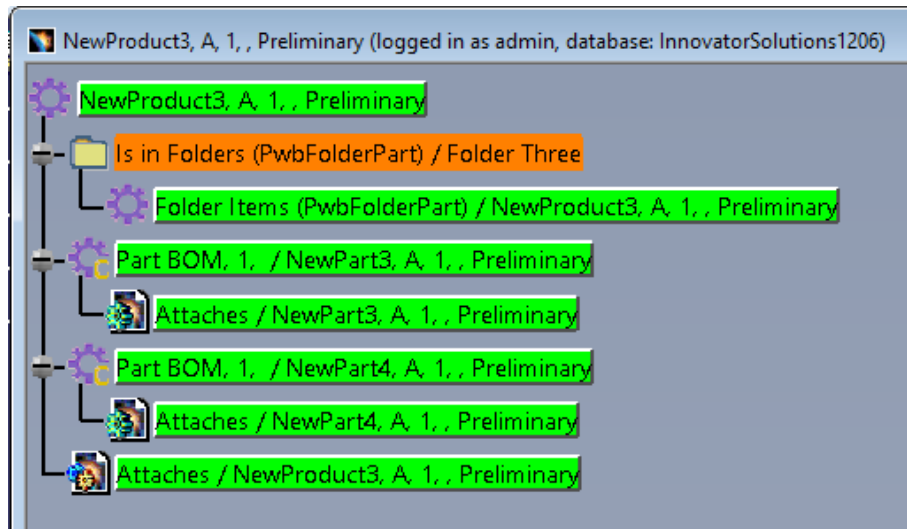 NewProduct3, A, 1, , Preliminary (logged in as admin, database: InnovatorSolutions1206)
NewProduct3, A, 1, , Preliminary
Is in Folders (PwbFolderPart) / Folder Three
Folder Items (PwbFolderPart) / NewProduct3, A, 1, , Preliminary
Part BOM, 1,  / NewPart3, A, 1, , Preliminary
Attaches / NewPart3, A, 1, , Preliminary
Part BOM, 1,  / NewPart4, A, 1, , Preliminary
Attaches / NewPart4, A, 1, , Preliminary
Attaches / NewProduct3, A, 1, , Preliminary